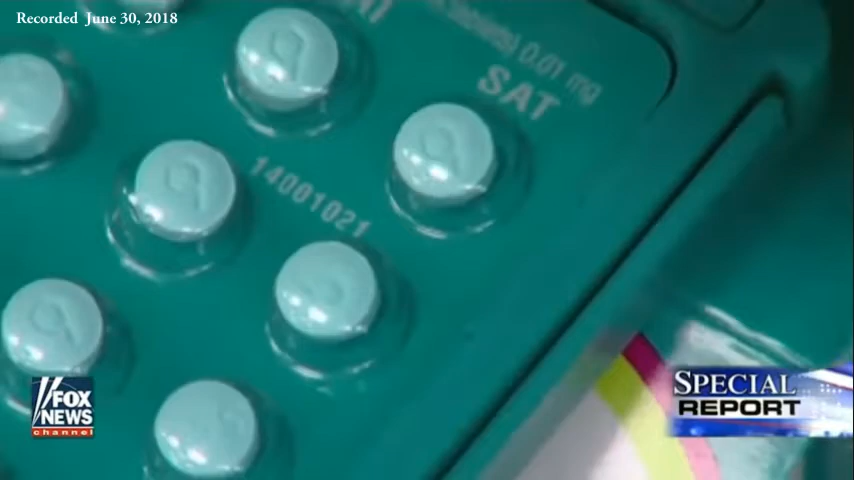 Recorded June 30, 2018
0.01 mg
SAT
14001021
FOX
NEWS
channel
SPECIAL
REPORT